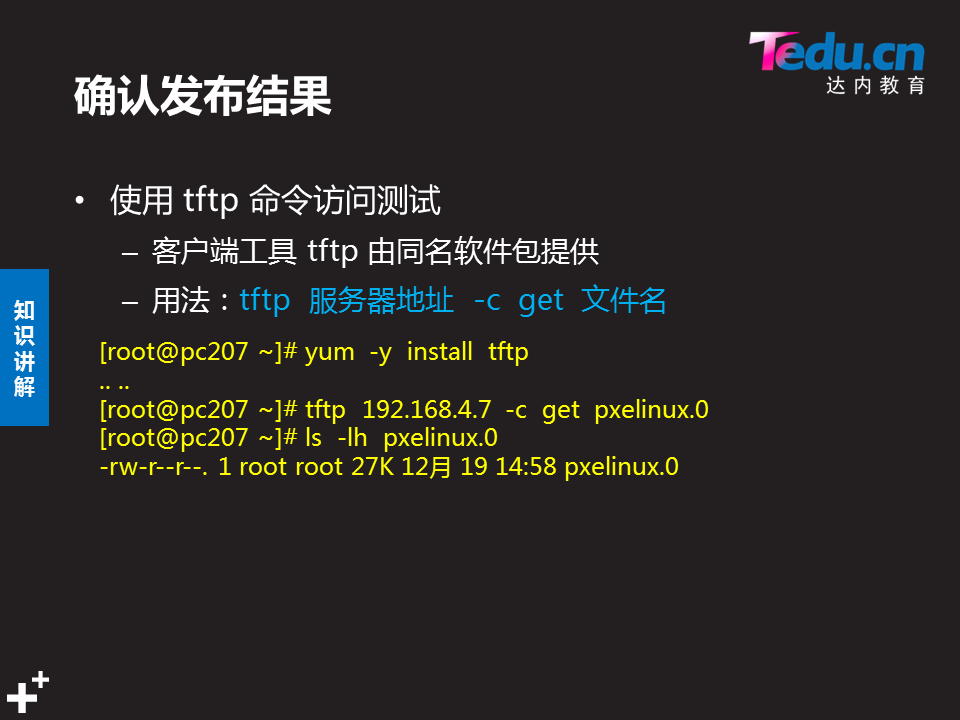 Tedu.cn
达内教育
确认发布结果
• 使用 tftp 命令访问测试
– 客户端工具 tftp 由同名软件包提供
– 用法：tftp 服务器地址 -c get 文件名
知识讲解
[root@pc207 ~]# yum -y install tftp
.. ..
[root@pc207 ~]# tftp 192.168.4.7 -c get pxelinux.0
[root@pc207 ~]# ls -lh pxelinux.0
-rw-r--r--. 1 root root 27K 12月 19 14:58 pxelinux.0